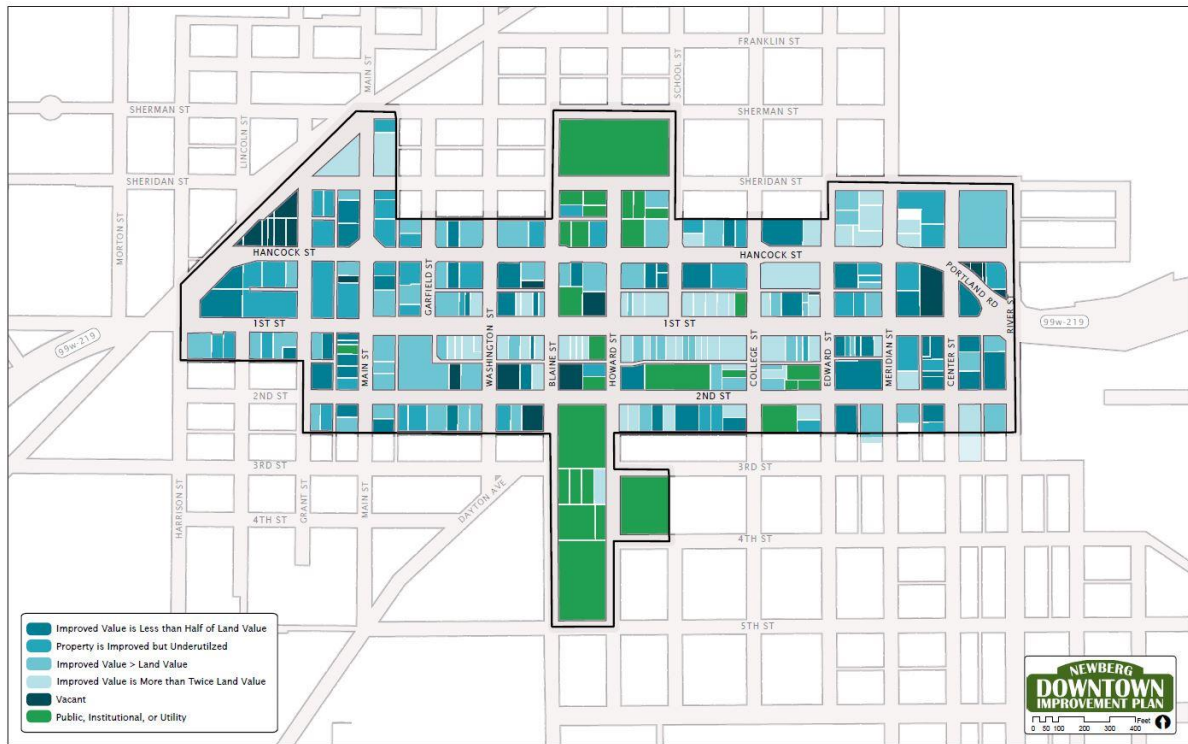 FRANKLIN ST
MAIN ST
SCHOOL ST
SHERMAN ST
SHERMAN ST
LINCOLN ST
SHERIDAN ST
SHERIDAN ST
MORTON ST
HANCOCK ST
HANCOCK ST
GARFIELD ST
PORTLAND RD
RIVER ST
1ST ST
1ST ST
99w-219
99w-219
WASHINGTON ST
BLAINE ST
HOWARD ST
MAIN ST
COLLEGE ST
EDWARD ST
MERIDIAN ST
CENTER ST
2ND ST
2ND ST
3RD ST
3RD ST
HARRISON ST
GRANT ST
MAIN ST
DAYTON AVE
4TH ST
4TH ST
5TH ST
Improved Value is Less than Half of Land Value
Property is Improved but Underutilzed
Improved Value > Land Value
Improved Value is More than Twice Land Value
Vacant
Public, Institutional, or Utility
NEWBERG
DOWNTOWN
IMPROVEMENT PLAN
Feet
0 50 100 200 300 400